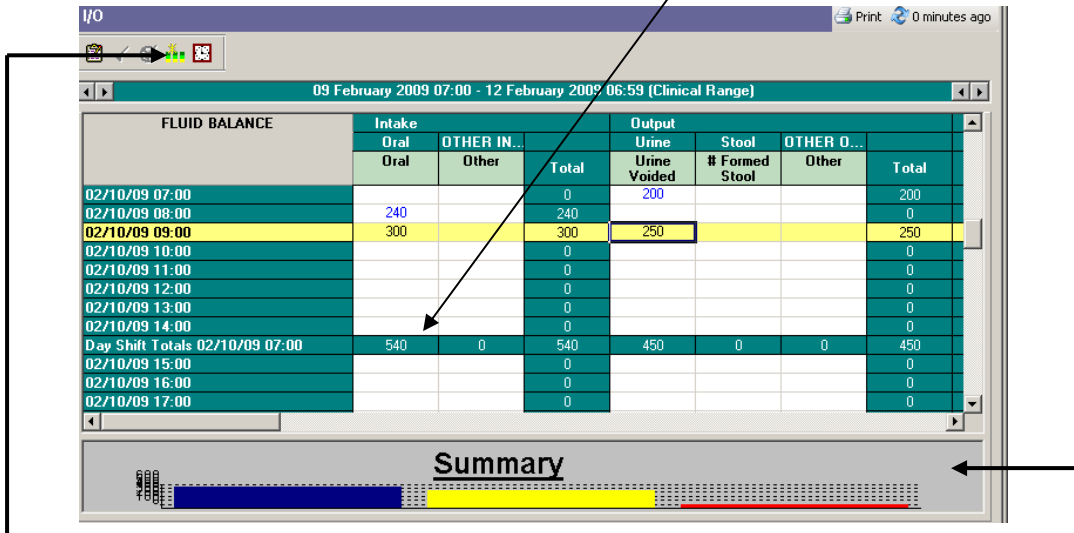 I/O Print 0 minutes ago
09 February 2009 07:00 - 12 February 2009 06:59 (Clinical Range)
FLUID BALANCE Intake Output
Oral OTHER IN... Urine Stool OTHER O...
Oral Other Total Urine Voided # Formed Stool Other Total
02/10/09 07:00 0 200 200
02/10/09 08:00 240 240 0
02/10/09 09:00 300 300 250 250
02/10/09 10:00 0 0
02/10/09 11:00 0 0
02/10/09 12:00 0 0
02/10/09 13:00 0 0
02/10/09 14:00 0 0
Day Shift Totals 02/10/09 07:00 540 0 540 450 0 0 450
02/10/09 15:00 0 0
02/10/09 16:00 0 0
02/10/09 17:00 0 0
Summary